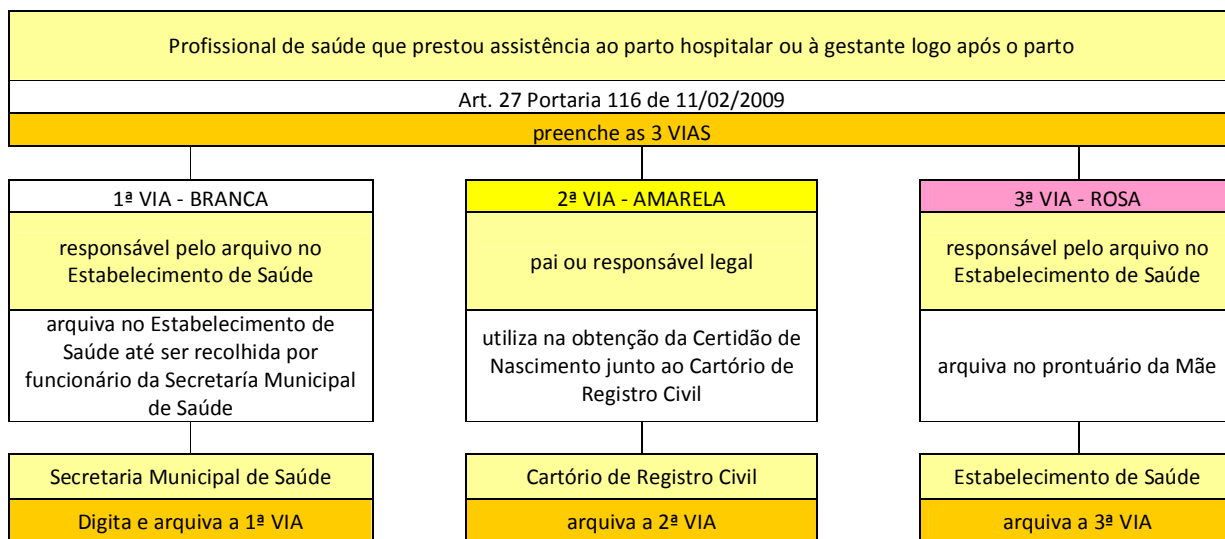 Profissional de saúde que prestou assistência ao parto hospitalar ou à gestante logo após o parto
Art. 27 Portaria 116 de 11/02/2009
preenche as 3 VIAS
1ª VIA - BRANCA
responsável pelo arquivo no
Estabelecimento de Saúde
arquiva no Estabelecimento de
Saúde até ser recolhida por
funcionário da Secretaría Municipal
de Saúde
Secretaria Municipal de Saúde
Digita e arquiva a 1ª VIA
2ª VIA - AMARELA
pai ou responsável legal
utiliza na obtenção da Certidão de
Nascimento junto ao Cartório de
Registro Civil
Cartório de Registro Civil
arquiva a 2ª VIA
3ª VIA - ROSA
responsável pelo arquivo no
Estabelecimento de Saúde
arquiva no prontuário da Mãe
Estabelecimento de Saúde
arquiva a 3ª VIA